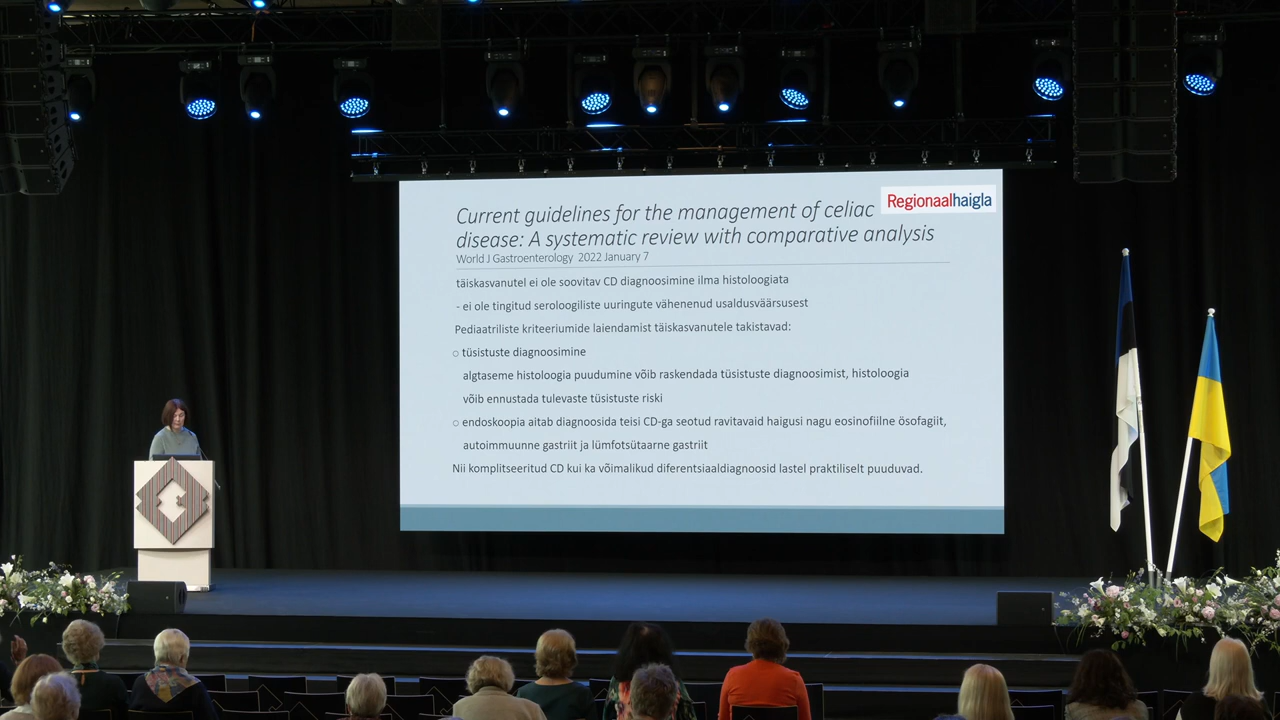 Regionaalhaigla
Current guidelines for the management of celiac
disease: A systematic review with comparative analysis
World J Gastroenterology 2022 January 7
täiskasvanutel ei ole soovitav CD diagnoosimine ilma histoloogiata
- ei ole tingitud seroloogiliste uuringute vähenenud usaldusväärsusest
Pediaatriliste kriteeriumide laiendamist täiskasvanutele takistavad:
○ tüsistuste diagnoosimine
algtaseme histoloogia puudumine võib raskendada tüsistuste diagnoosimist, histoloogia
võib ennustada tulevaste tüsistuste riski
○ endoskoopia aitab diagnoosida teisi CD-ga seotud ravitavaid haigusi nagu eosinofiilne ösofagiit,
autoimmuunne gastriit ja lümfotsütaarne gastriit
Nii komplitseeritud CD kui ka võimalikud diferentsiaaldiagnoosid lastel praktiliselt puuduvad.